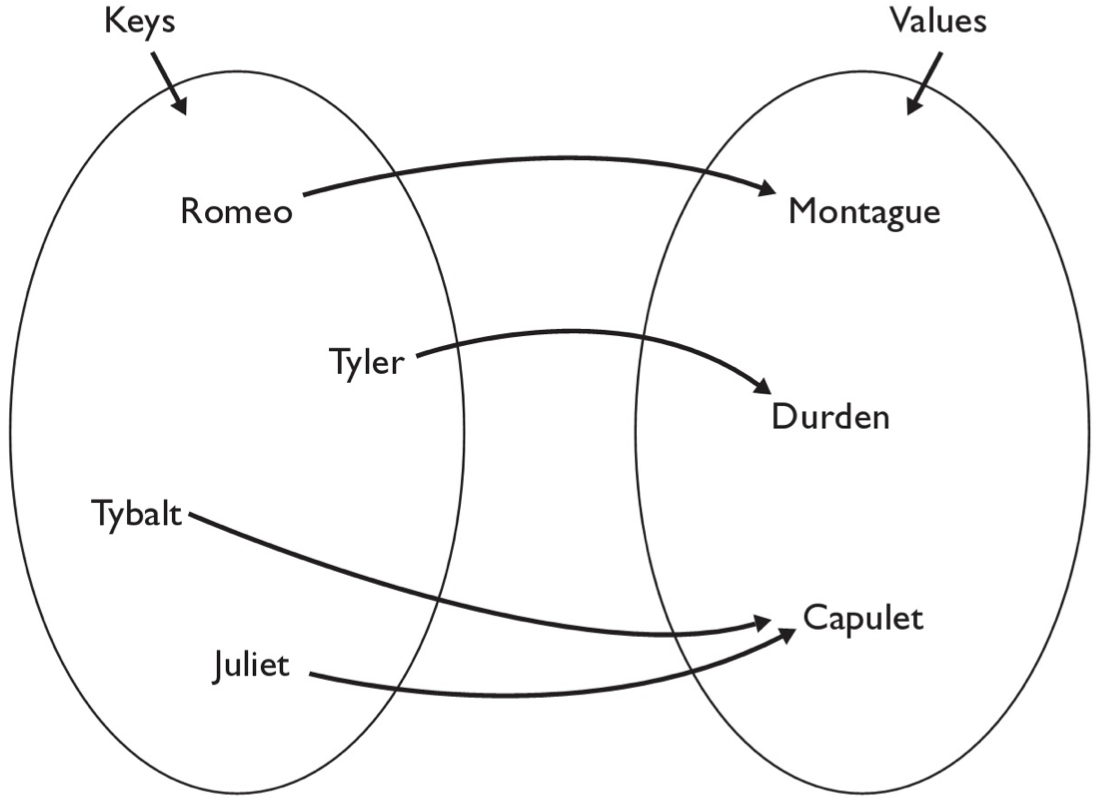 Keys
Values
Romeo
Montague
Tyler
Durden
Tybalt
Capulet
Juliet